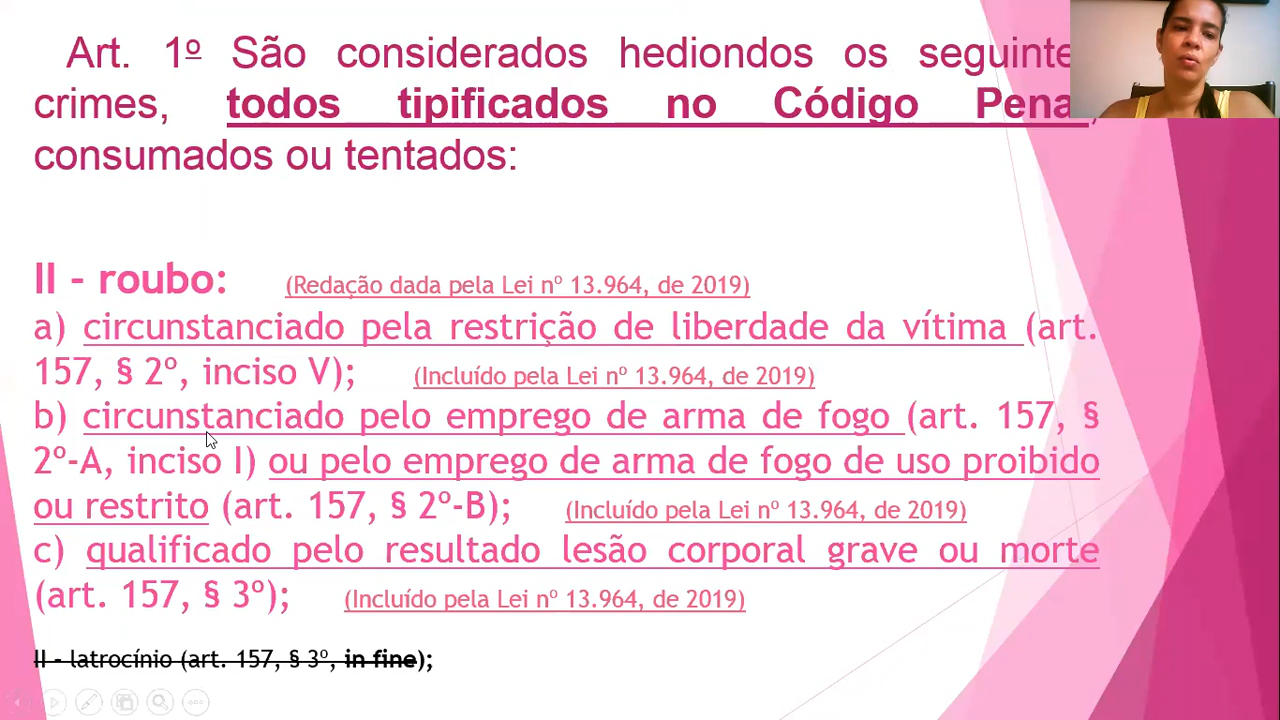 Art. 1º São considerados hediondos os seguinte
crimes, todos tipificados no Código Pena,
consumados ou tentados:
II - roubo: (Redação dada pela Lei nº 13.964, de 2019)
a) circunstanciado pela restrição de liberdade da vítima (art.
157, § 2º, inciso V); (Incluído pela Lei nº 13.964, de 2019)
b) circunstanciado pelo emprego de arma de fogo (art. 157, §
2º-A, inciso I) ou pelo emprego de arma de fogo de uso proibido
ou restrito (art. 157, § 2º-B); (Incluído pela Lei nº 13.964, de 2019)
c) qualificado pelo resultado lesão corporal grave ou morte
(art. 157, § 3º); (Incluído pela Lei nº 13.964, de 2019)
II - latrocínio (art. 157, § 3º, in fine);